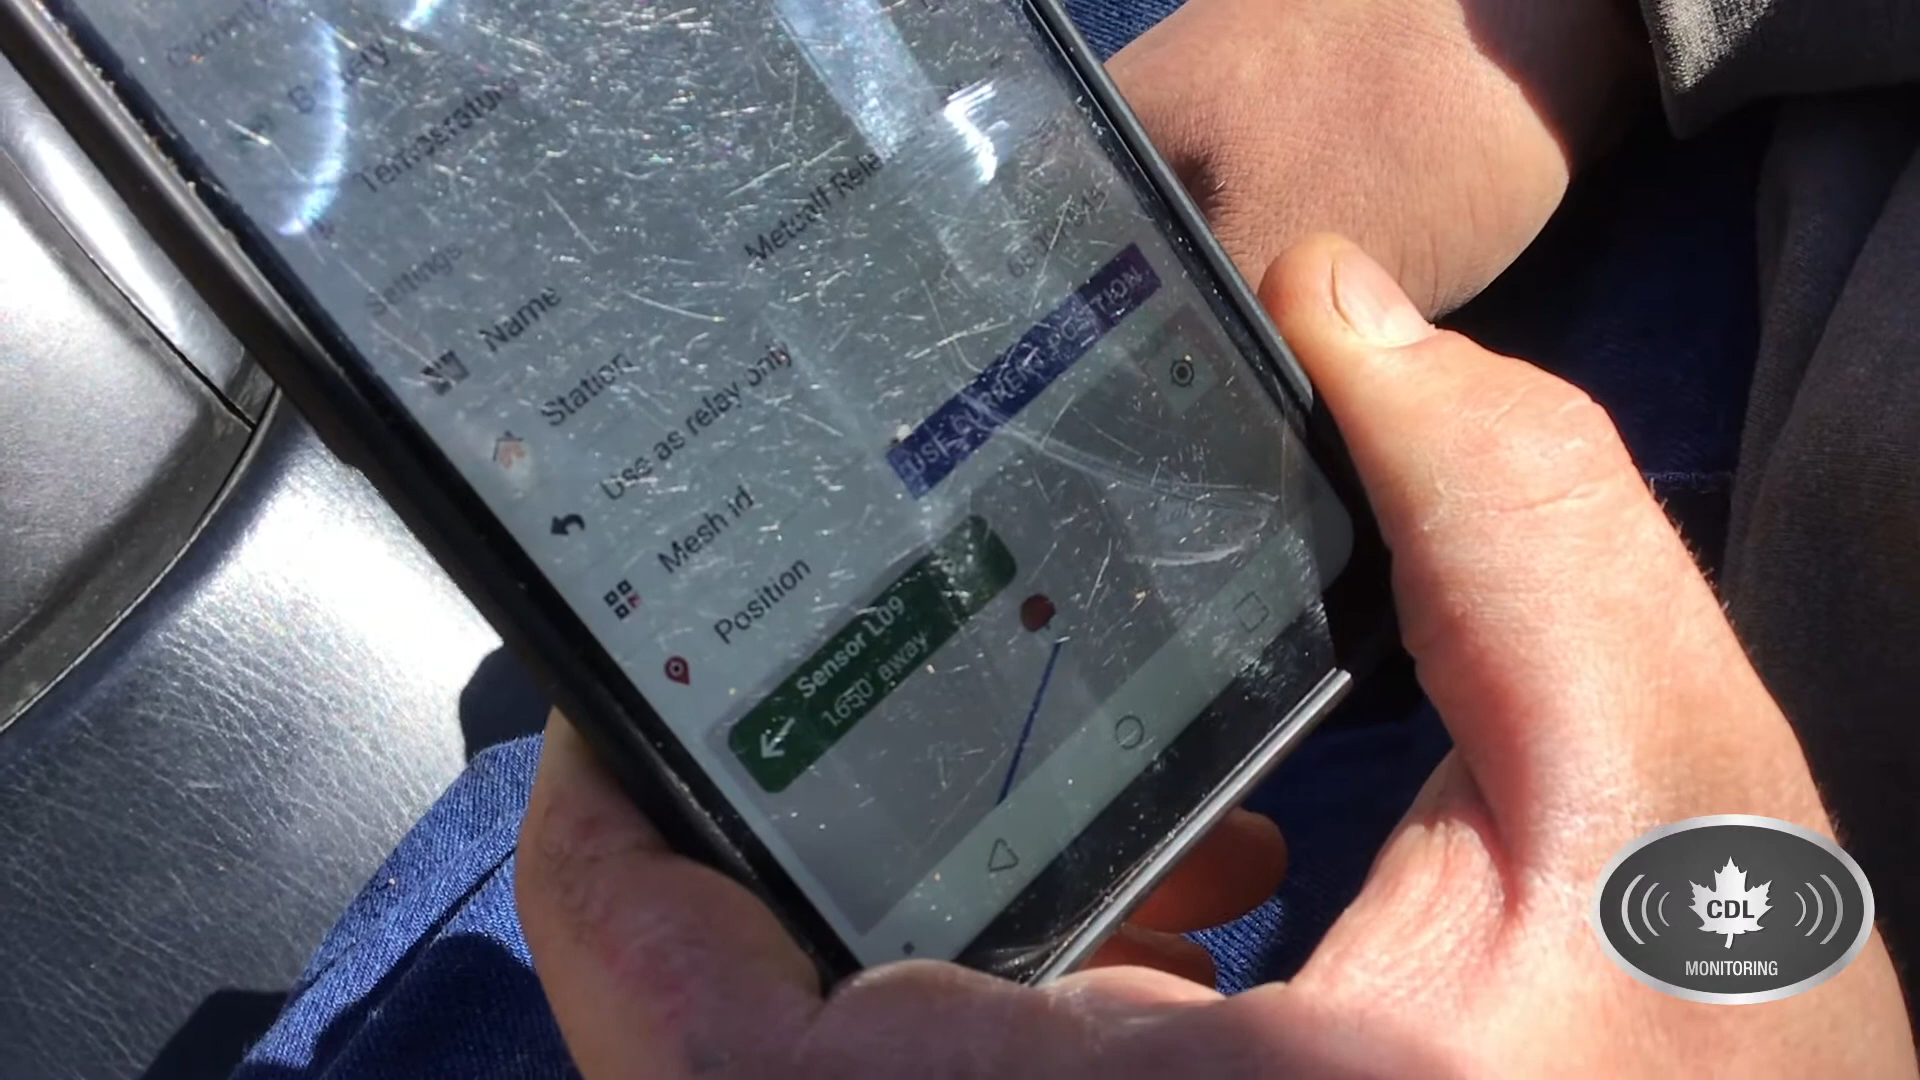 Temperature
Settings
Name
Station
Metcalf
Use as relay only
Mesh id
Position
USE CURRENT POSITION
Sensor L09
1650' away
CDL
MONITORING